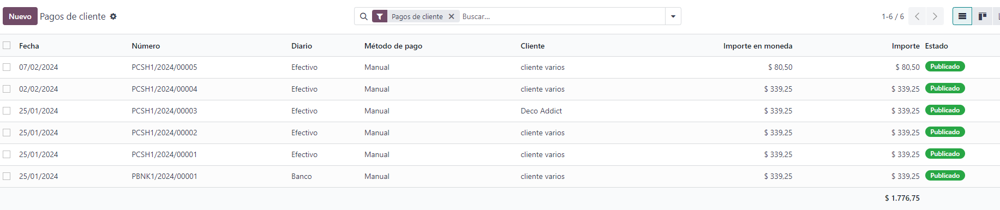 Nuevo Pagos de cliente Pagos de cliente Buscar... 1-6 / 6
Fecha Número Diario Método de pago Cliente Importe en moneda Importe Estado
07/02/2024 PCSH1/2024/00005 Efectivo Manual cliente varios $ 80,50 $ 80,50 Publicado
02/02/2024 PCSH1/2024/00004 Efectivo Manual cliente varios $ 339,25 $ 339,25 Publicado
25/01/2024 PCSH1/2024/00003 Efectivo Manual Deco Addict $ 339,25 $ 339,25 Publicado
25/01/2024 PCSH1/2024/00002 Efectivo Manual cliente varios $ 339,25 $ 339,25 Publicado
25/01/2024 PCSH1/2024/00001 Efectivo Manual cliente varios $ 339,25 $ 339,25 Publicado
25/01/2024 PBNK1/2024/00001 Banco Manual cliente varios $ 339,25 $ 339,25 Publicado
$ 1.776,75